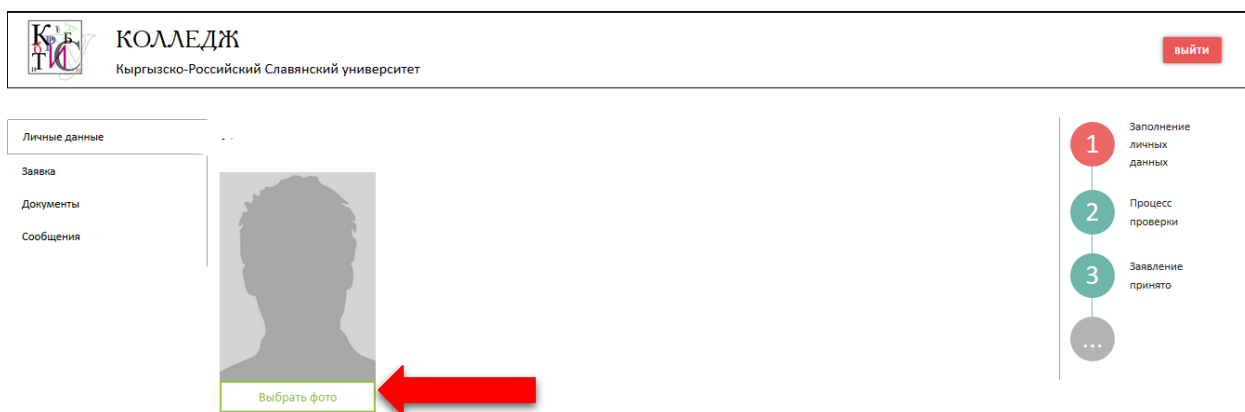 КОЛЛЕДЖ
Кыргызско-Российский Славянский университет
выйти
Личные данные
Заявка
Документы
Сообщения
Выбрать фото
1
Заполнение
личных
данных
2
Процесс
проверки
3
Заявление
принято
...